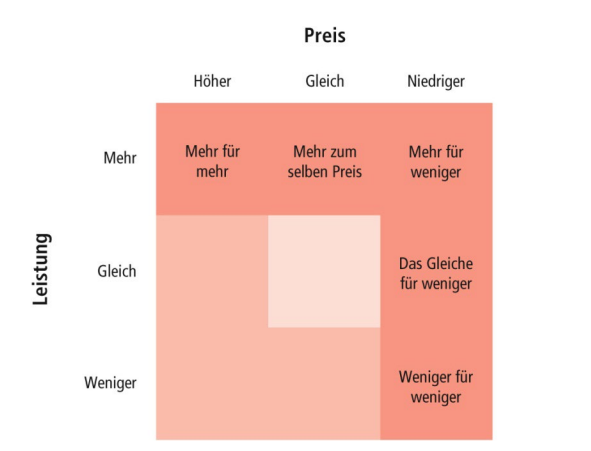 Preis
Höher Gleich Niedriger
Mehr
Mehr für
mehr
Mehr zum
selben Preis
Mehr für
weniger
Leistung
Gleich
Das Gleiche
für weniger
Weniger
Weniger für
weniger